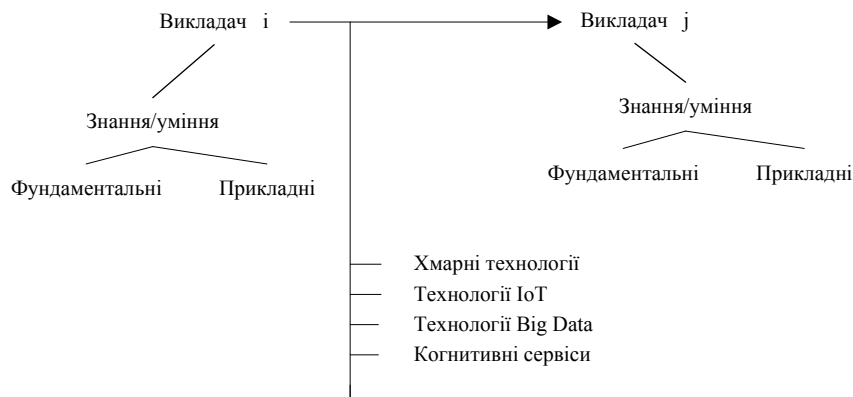 Викладач i
Викладач j
Знання/уміння
Знання/уміння
Фундаментальні
Прикладні
Фундаментальні
Прикладні
Хмарні технології
Технології IoT
Технології Big Data
Когнитивні сервіси